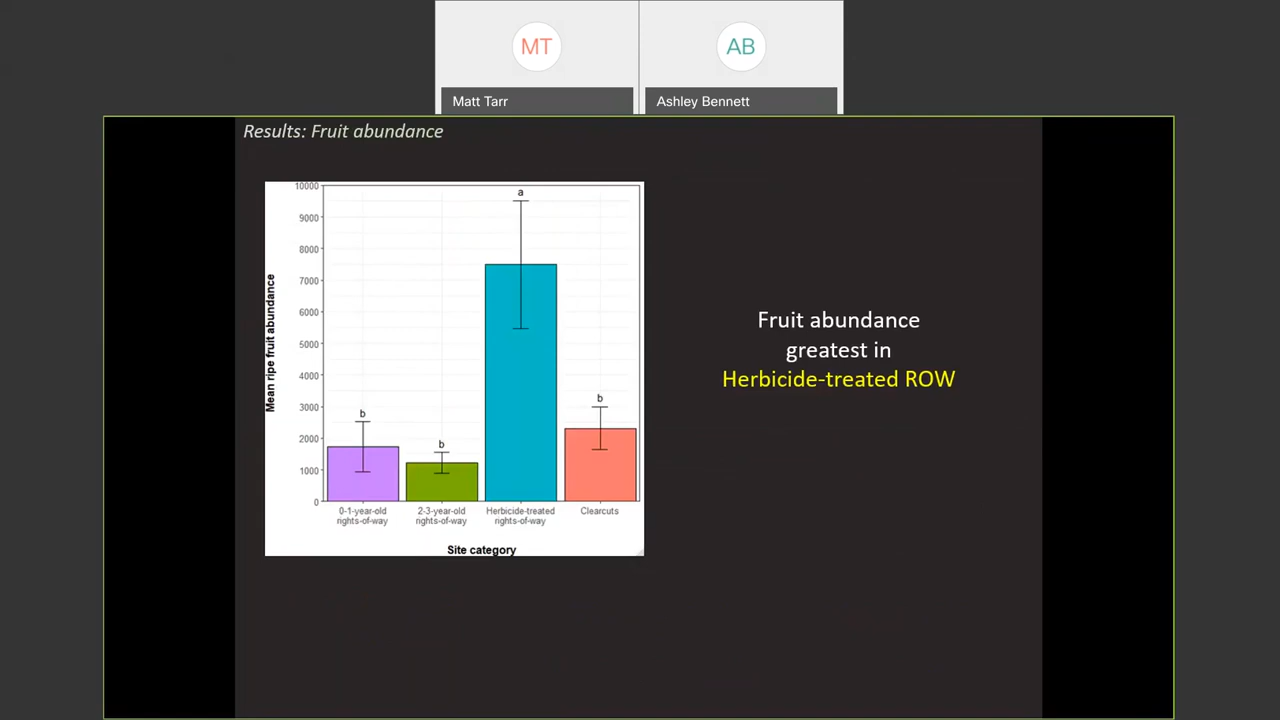 MT
AB
Matt Tarr
Ashley Bennett
Results: Fruit abundance
10000
9000
8000
7000
6000
5000
4000
3000
2000
1000
0
Mean ripe fruit abundance
b
b
a
b
0-1-year-old
rights-of-way
2-3-year-old
rights-of-way
Herbicide-treated
rights-of-way
Clearcuts
Site category
Fruit abundance
greatest in
Herbicide-treated ROW